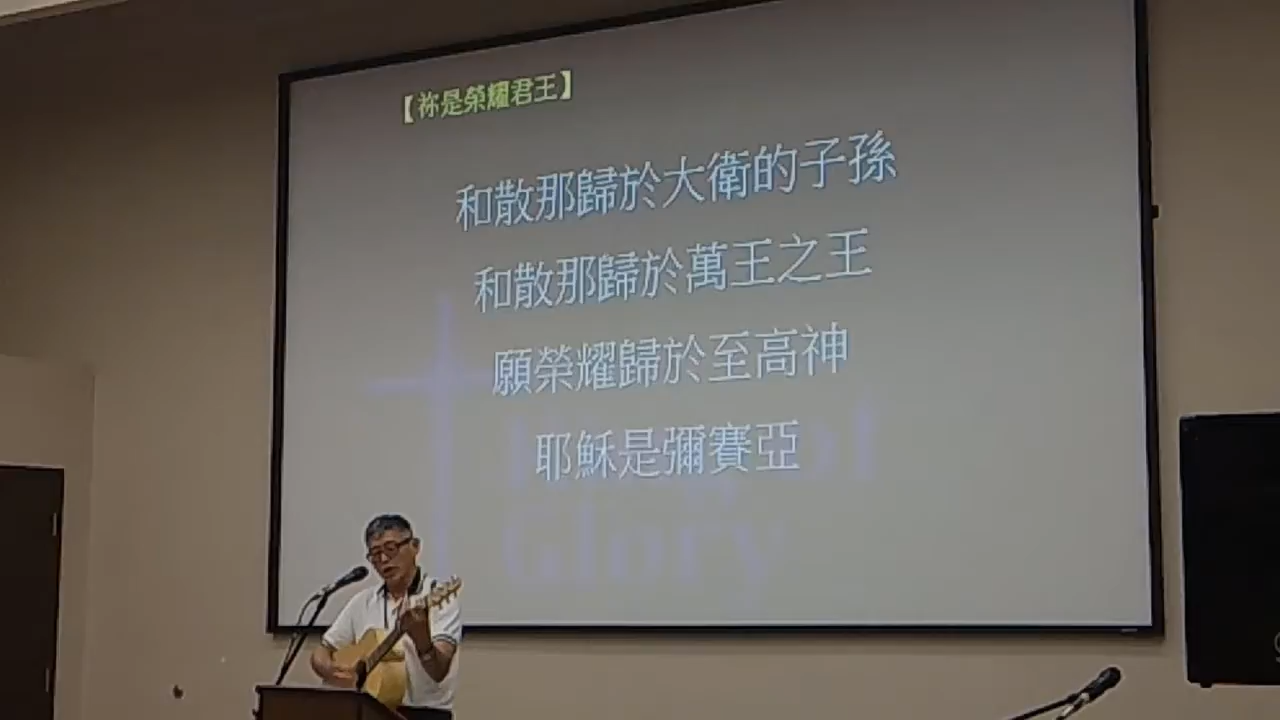 【袮是榮耀君王】
和散那歸於大衛的子孫
和散那歸於萬王之王
願榮耀歸於至高神
耶穌是彌賽亞
Glory